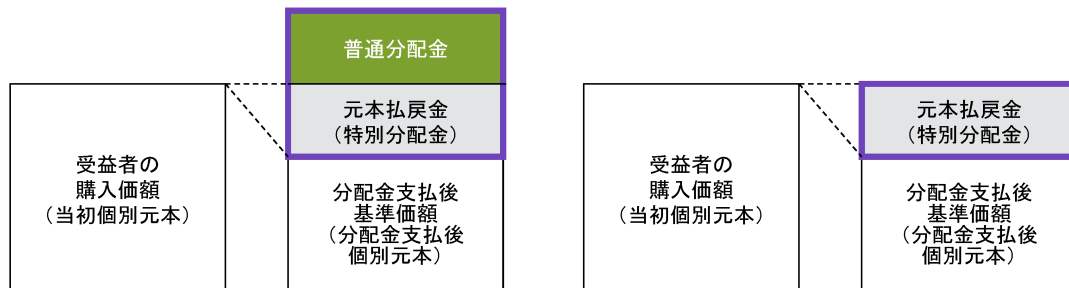 普通分配金
元本払戻金
（特別分配金）
受益者の
購入価額
（当初個別元本）
分配金支払後
基準価額
（分配金支払後
個別元本）
元本払戻金
（特別分配金）
受益者の
購入価額
（当初個別元本）
分配金支払後
基準価額
（分配金支払後
個別元本）